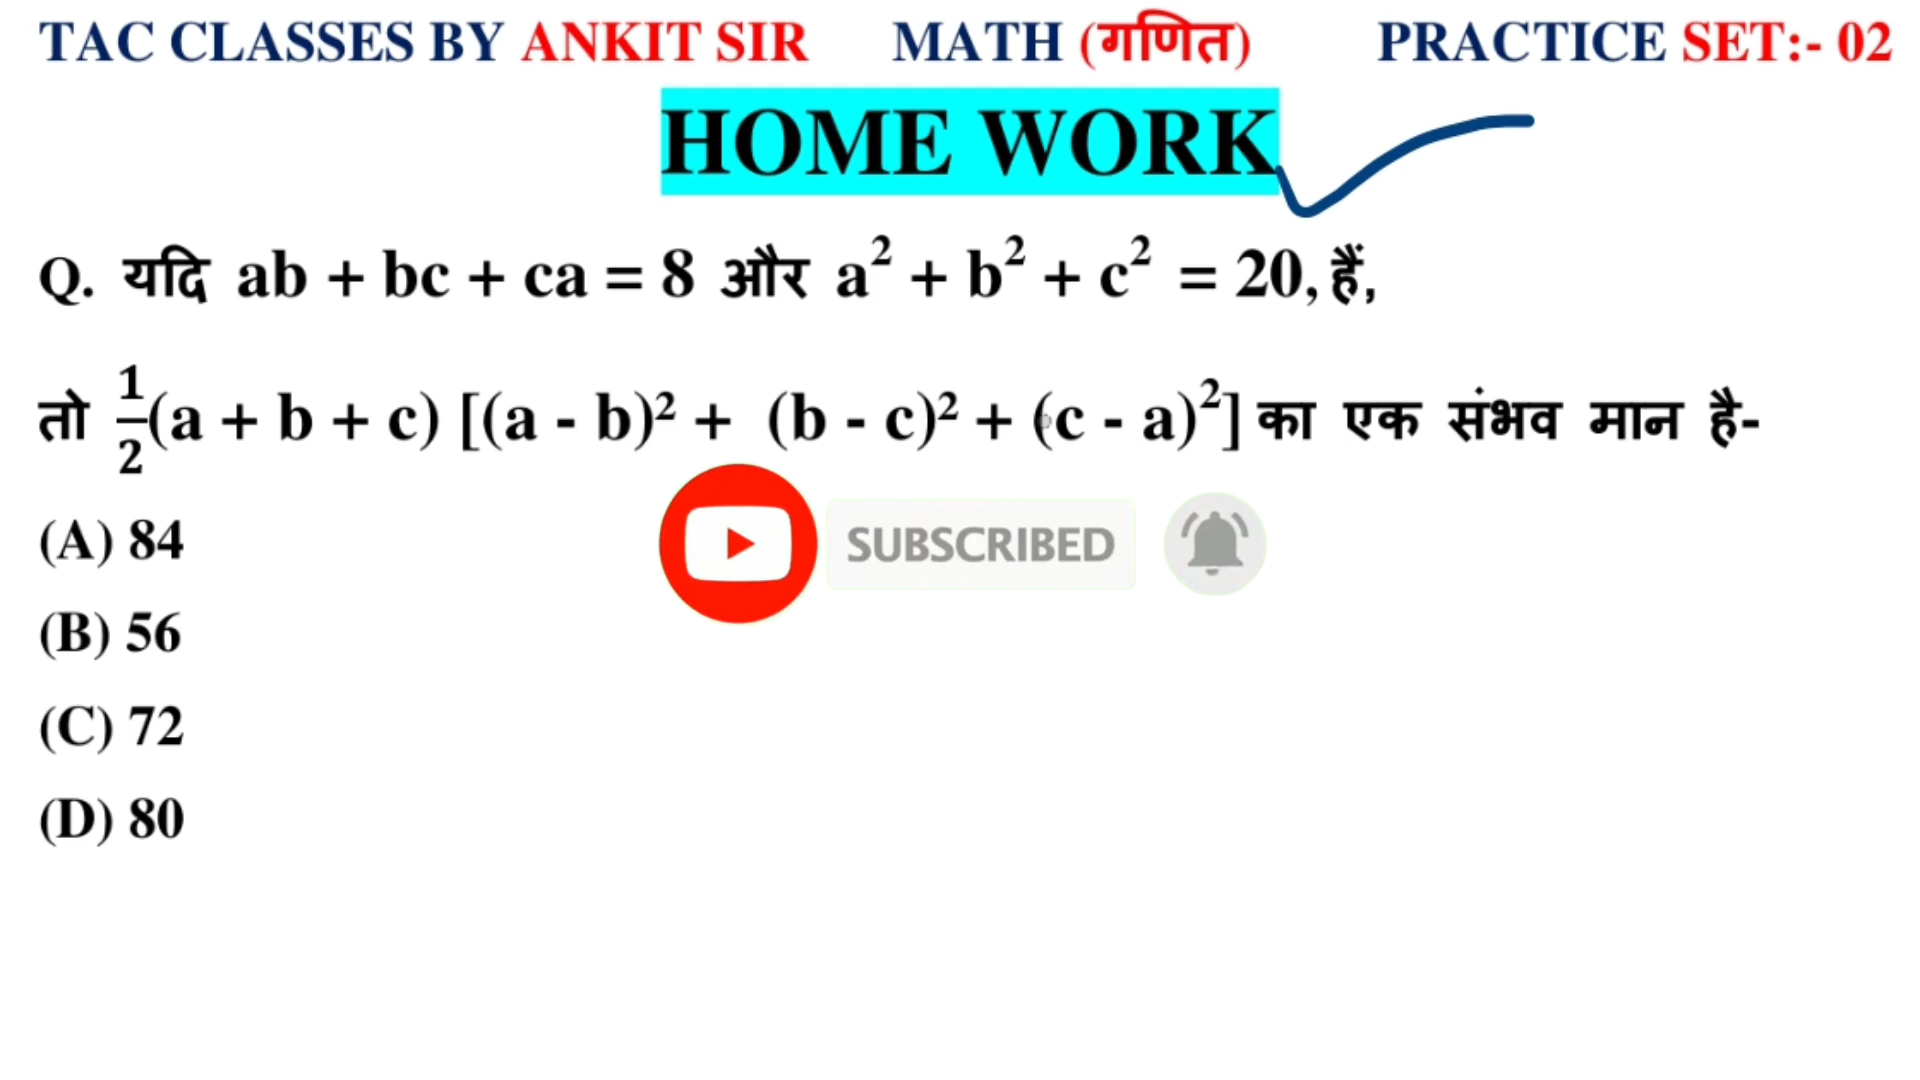 TAC CLASSES BY ANKIT SIR MATH (गणित) PRACTICE SET:- 02
HOME WORK
Q. यदि ab + bc + ca = 8 और a² + b² + c² = 20, हैं,
तो 1/2(a + b + c) [(a - b)² + (b - c)² + (c - a)²] का एक संभव मान है-
(A) 84
SUBSCRIBED
(B) 56
(C) 72
(D) 80